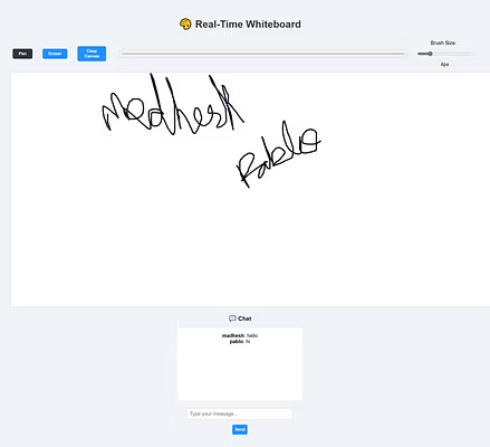 Real-Time Whiteboard
Pen
Eraser
Clear
Canvas
Brush Size:
4px
Madhesh
Pablo
Chat
madhesh: hello
pablo: hi
Type your message...
Send